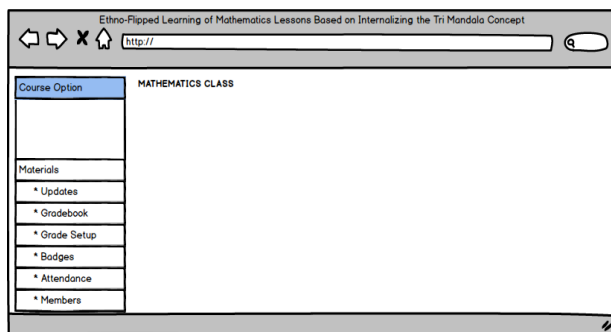 Ethno-Flipped Learning of Mathematics Lessons Based on Internalizing the Tri Mandala Concept
http://
Course Option
MATHEMATICS CLASS
Materials
* Updates
* Gradebook
* Grade Setup
* Badges
* Attendance
* Members